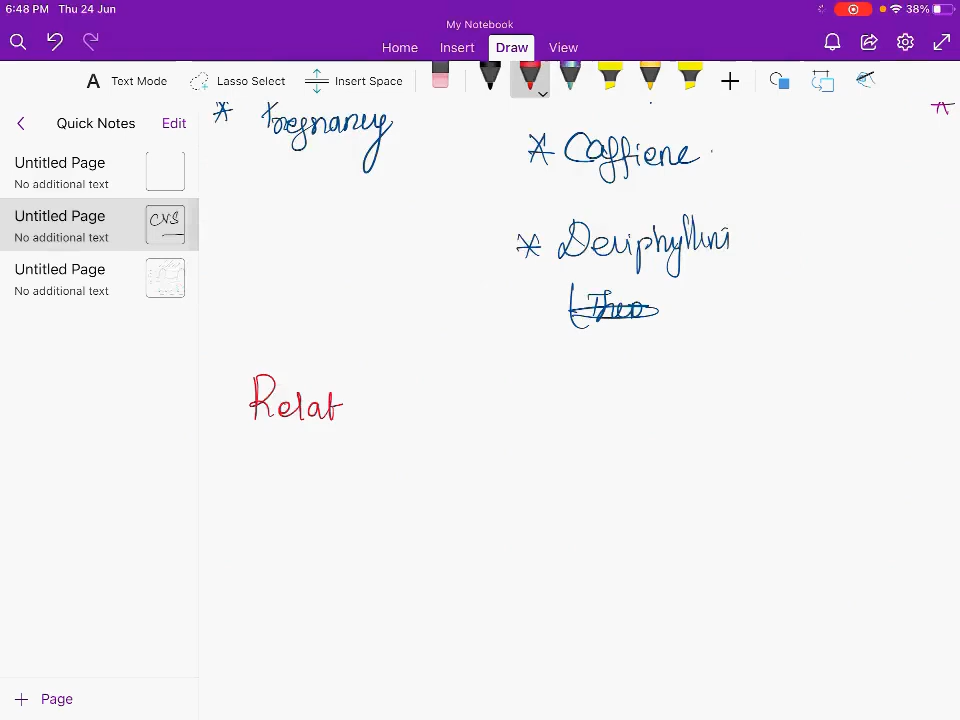 6:48 PM Thu 24 Jun
38%
My Notebook
Home Insert Draw View
Text Mode
Lasso Select
Insert Space
Quick Notes
Edit
Untitled Page
No additional text
Untitled Page
No additional text
CNS
Untitled Page
No additional text
* Pregnancy
* Caffiene
* Deriphyllini
(Theo
Relat
+ Page